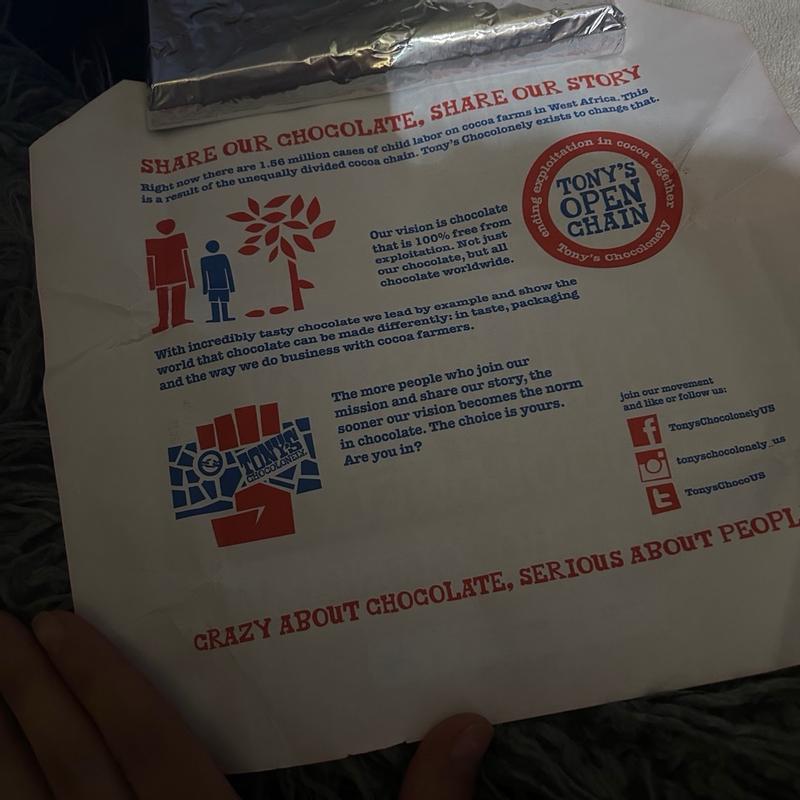 SHARE OUR CHOCOLATE, SHARE OUR STORY
Right now there are 1.56 million cases of child labor on cocoa farms in West Africa. This
is a result of the unequally divided cocoa chain. Tony's Chocolonely exists to change that.
Our vision is chocolate
that is 100% free from
exploitation. Not just
our chocolate, but all
chocolate worldwide.
ending exploitation in cocoa together
TONY'S
OPEN
CHAIN
Tony's Chocolonely
With incredibly tasty chocolate we lead by example and show the
world that chocolate can be made differently: in taste, packaging
and the way we do business with cocoa farmers.
The more people who join our
mission and share our story, the
sooner our vision becomes the norm
in chocolate. The choice is yours.
Are you in?
TONY'S
CHOCOLONELY
join our movement
and like or follow us:
TonysChocolonelyUS
tonyschocolonely_us
TonysChocoUS
CRAZY ABOUT CHOCOLATE, SERIOUS ABOUT PEOPL